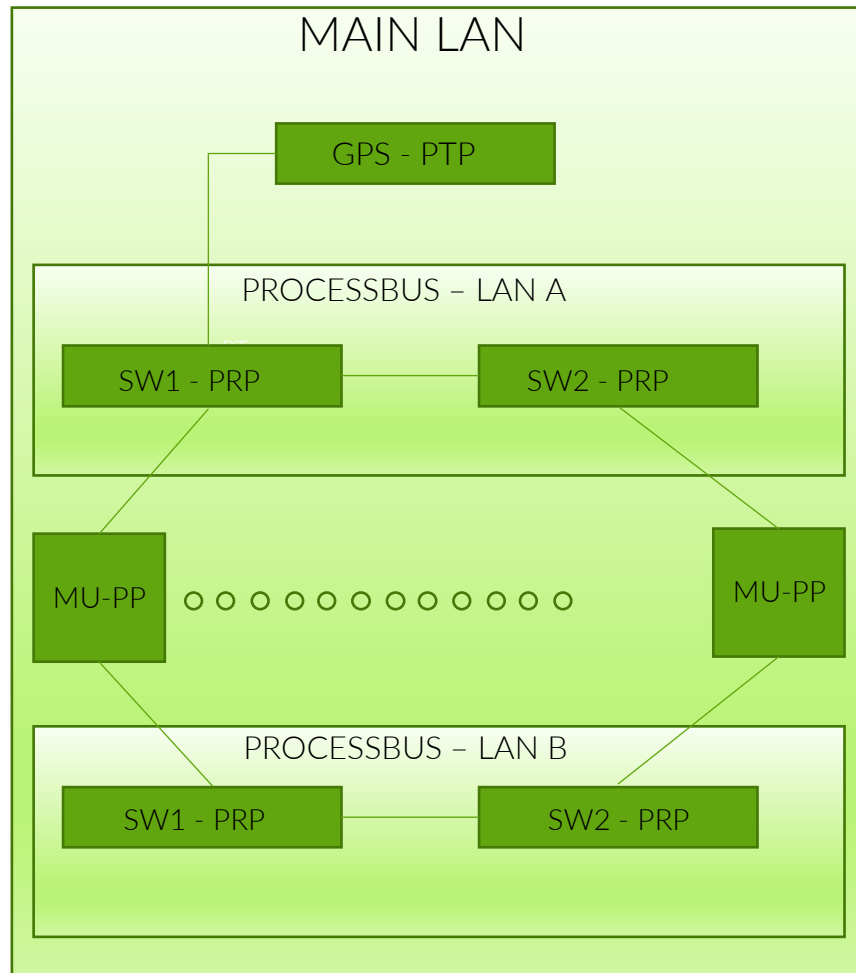 MAIN LAN
GPS - PTP
PROCESSBUS – LAN A
SW1 - PRP
SW2 - PRP
MU-PP
MU-PP
PROCESSBUS – LAN B
SW1 - PRP
SW2 - PRP